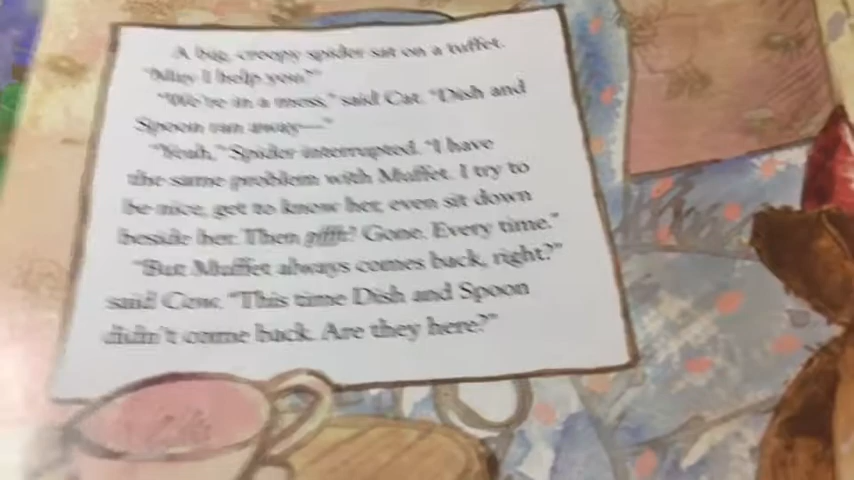 A big, creepy spider sat on a tuffet.
"May I help you?"
"We're in a mess," said Cat. "Dish and
Spoon ran away—"
"Yeah," Spider interrupted. "I have
the same problem with Muffet. I try to
be nice, get to know her, even sit down
beside her. Then pffft! Gone. Every time."
"But Muffet always comes back, right?"
said Cow. "This time Dish and Spoon
didn't come back. Are they here?"